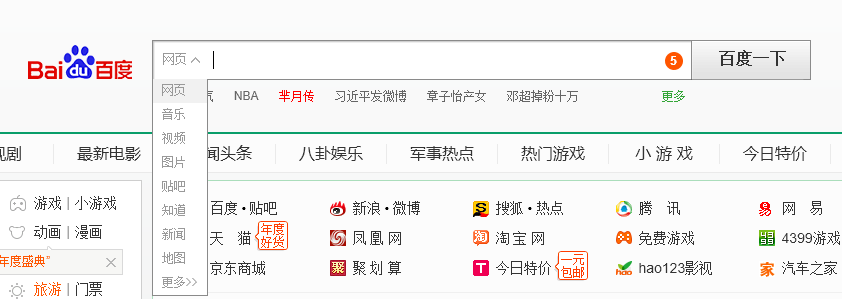 Bai du 百度 网页 5 百度一下
网页
音乐
视频
图片
贴吧
知道
新闻
地图
更多>>
气 NBA 芈月传 习近平发微博 章子怡产女 邓超掉粉十万 更多
视剧 最新电影 闻头条 八卦娱乐 军事热点 热门游戏 小 游 戏 今日特价
游戏 | 小游戏 百度·贴吧 新浪·微博 搜狐·热点 腾 讯 网 易
动画 | 漫画 天 猫 年度好货 凤凰网 淘宝网 免费游戏 4399游戏
年度盛典" 京东商城 聚划算 今日特价 一元包邮 hao123影视 汽车之家
旅游 | 门票